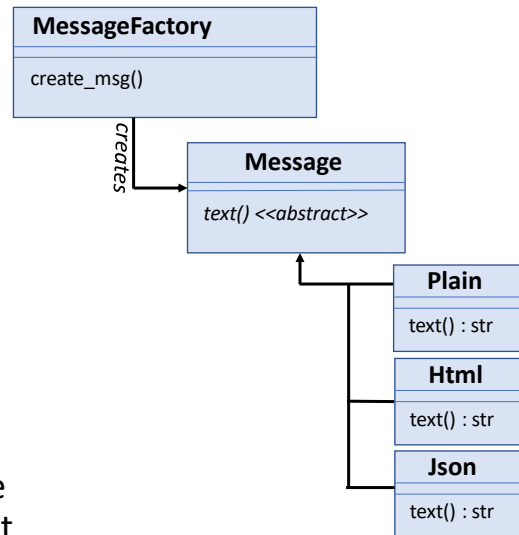 MessageFactory
create_msg()
creates
Message
text() <<abstract>>
Plain
text() : str
Html
text() : str
Json
text() : str